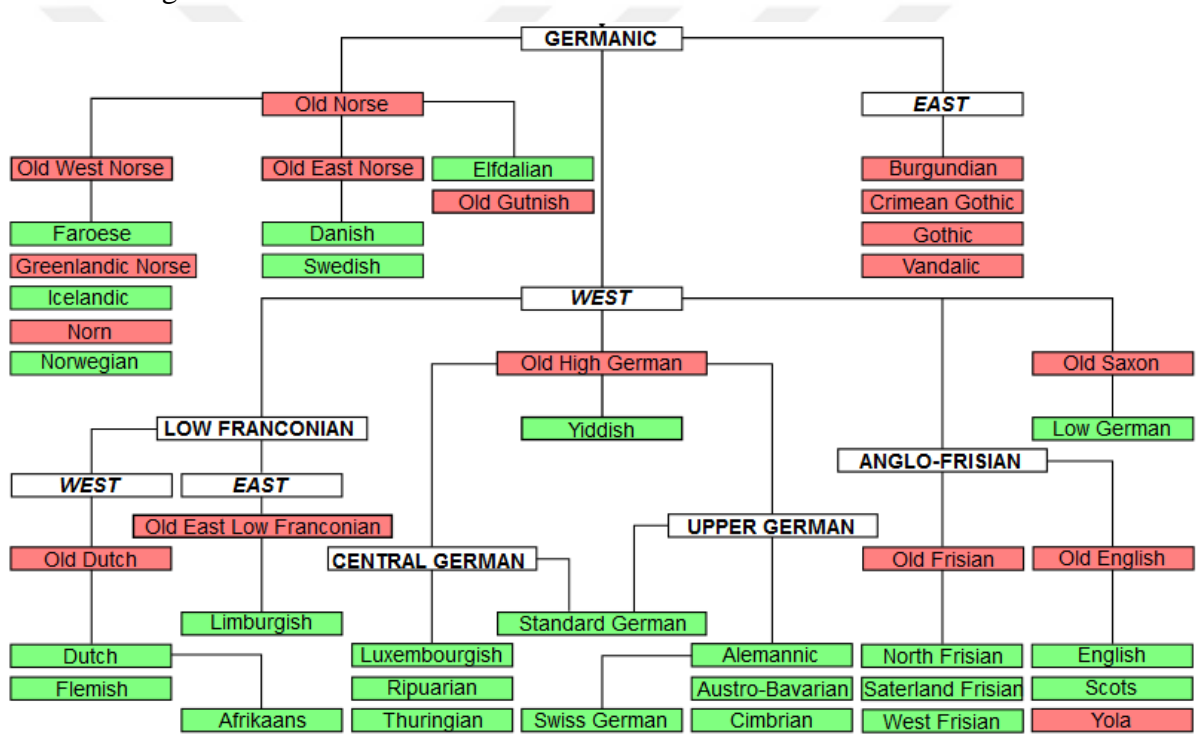 GERMANIC
Old Norse
EAST
Old West Norse
Old East Norse
Elfdalian
Burgundian
Old Gutnish
Crimean Gothic
Faroese
Danish
Gothic
Greenlandic Norse
Swedish
Vandalic
Icelandic
WEST
Norn
Norwegian
Old High German
Old Saxon
LOW FRANCONIAN
Yiddish
Low German
ANGLO-FRISIAN
WEST
EAST
Old East Low Franconian
UPPER GERMAN
Old Dutch
CENTRAL GERMAN
Old Frisian
Old English
Limburgish
Standard German
Dutch
Luxembourgish
Alemannic
North Frisian
English
Flemish
Ripuarian
Austro-Bavarian
Saterland Frisian
Scots
Afrikaans
Thuringian
Swiss German
Cimbrian
West Frisian
Yola